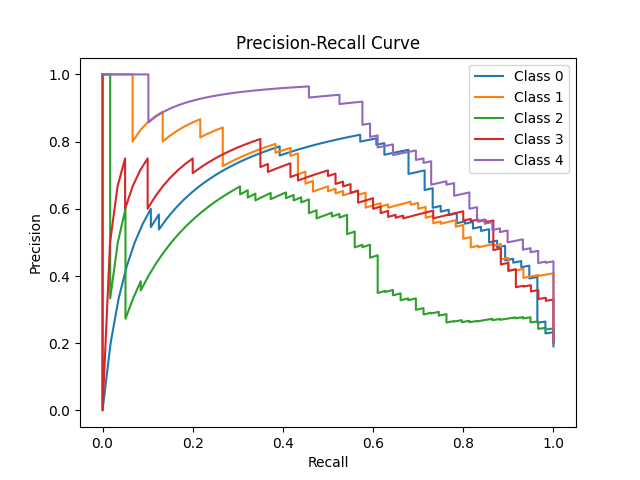 Precision-Recall Curve
1.0
0.8
0.6
0.4
0.2
0.0
Precision
0.0 0.2 0.4 0.6 0.8 1.0
Recall
Class 0
Class 1
Class 2
Class 3
Class 4